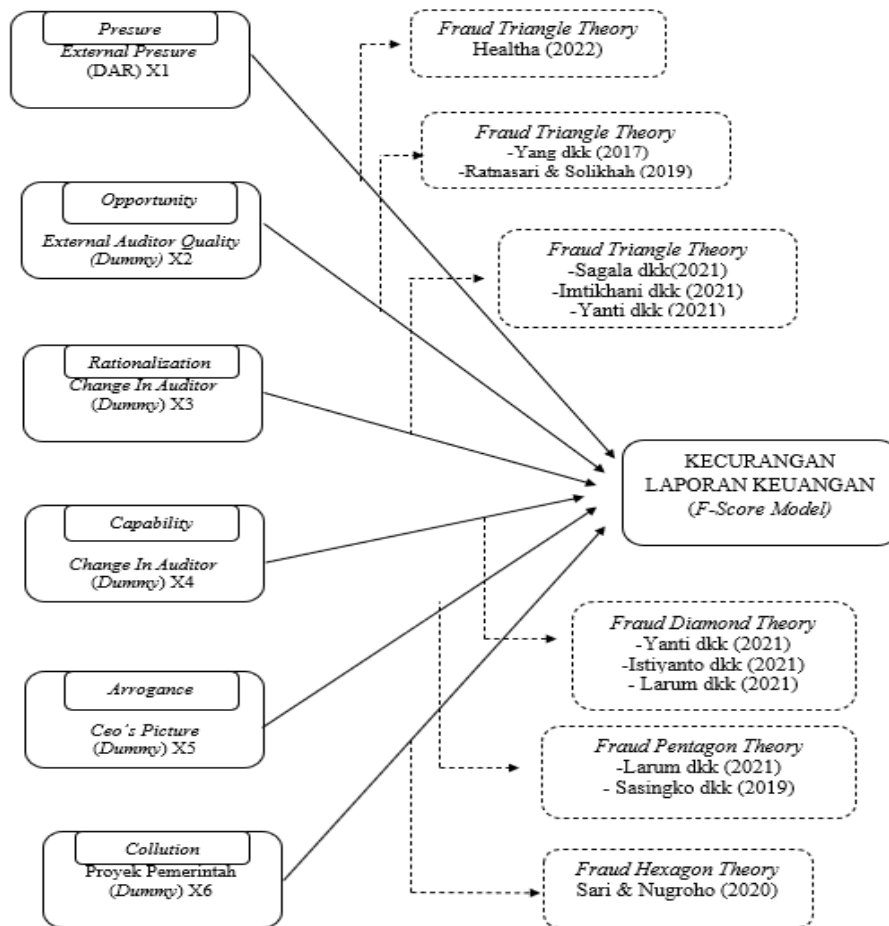 Presure
External Presure
(DAR) X1
Opportunity
External Auditor Quality
(Dummy) X2
Rationalization
Change In Auditor
(Dummy) X3
Capability
Change In Auditor
(Dummy) X4
Arrogance
Ceo´s Picture
(Dummy) X5
Collution
Proyek Pemerintah
(Dummy) X6
Fraud Triangle Theory
Healtha (2022)
Fraud Triangle Theory
-Yang dkk (2017)
-Ratnasari & Solikhah (2019)
Fraud Triangle Theory
-Sagala dkk(2021)
-Imtikhani dkk (2021)
-Yanti dkk (2021)
KECURANGAN
LAPORAN KEUANGAN
(F-Score Model)
Fraud Diamond Theory
-Yanti dkk (2021)
-Istiyanto dkk (2021)
- Larum dkk (2021)
Fraud Pentagon Theory
-Larum dkk (2021)
- Sasingko dkk (2019)
Fraud Hexagon Theory
Sari & Nugroho (2020)